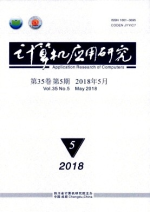 ISSN 1001-3695
CODEN JYIYEY
计算机应用研究
Application Research of Computers
第35卷第5期 2018年5月
Vol.35 No.5 May 2018
5
2018